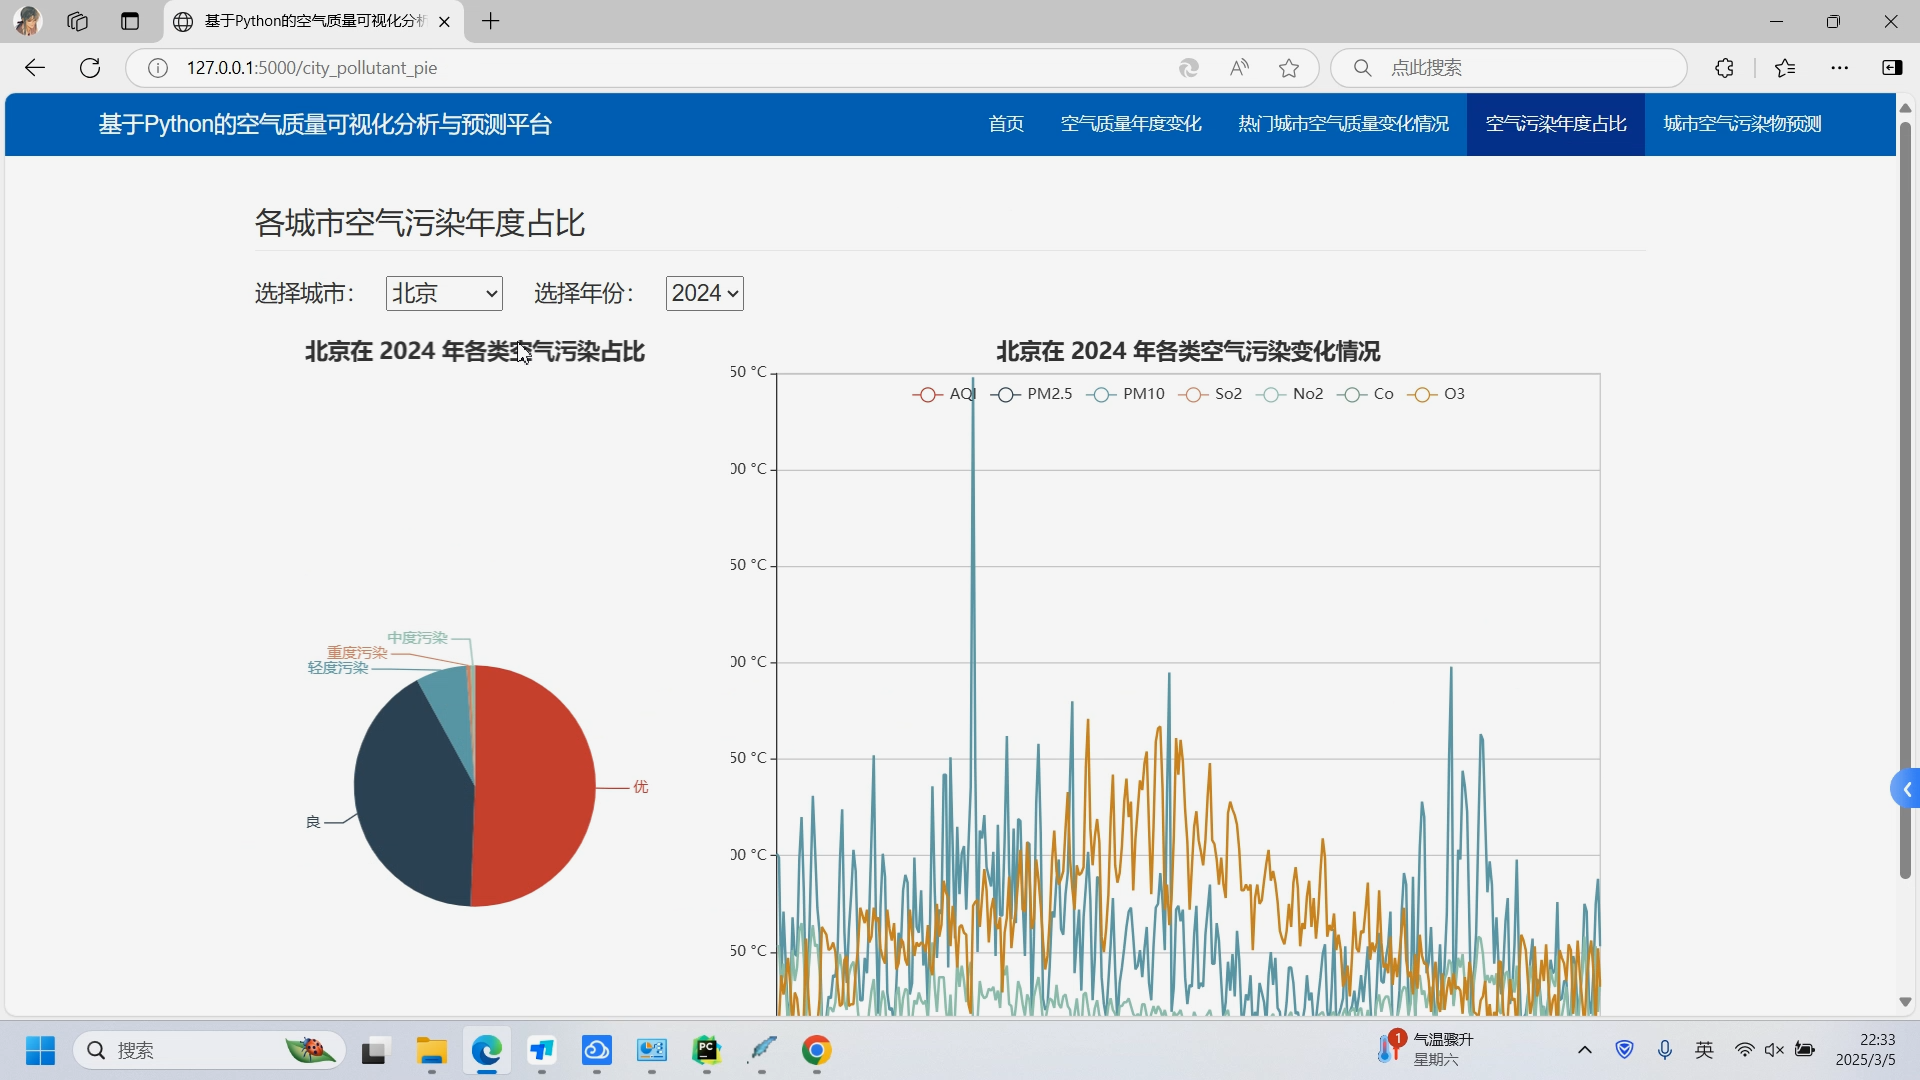 基于Python的空气质量可视化分析
127.0.0.1:5000/city_pollutant_pie
点此搜索
基于Python的空气质量可视化分析与预测平台
首页 空气质量年度变化 热门城市空气质量变化情况 空气污染年度占比 城市空气污染物预测
各城市空气污染年度占比
选择城市： 北京 选择年份： 2024
北京在 2024 年各类空气污染占比
中度污染
重度污染
轻度污染
优
良
北京在 2024 年各类空气污染变化情况
AQI PM2.5 PM10 So2 No2 Co O3
50 °C
00 °C
50 °C
00 °C
50 °C
00 °C
50 °C
搜索
PC
1
气温骤升
星期六
英
22:33
2025/3/5